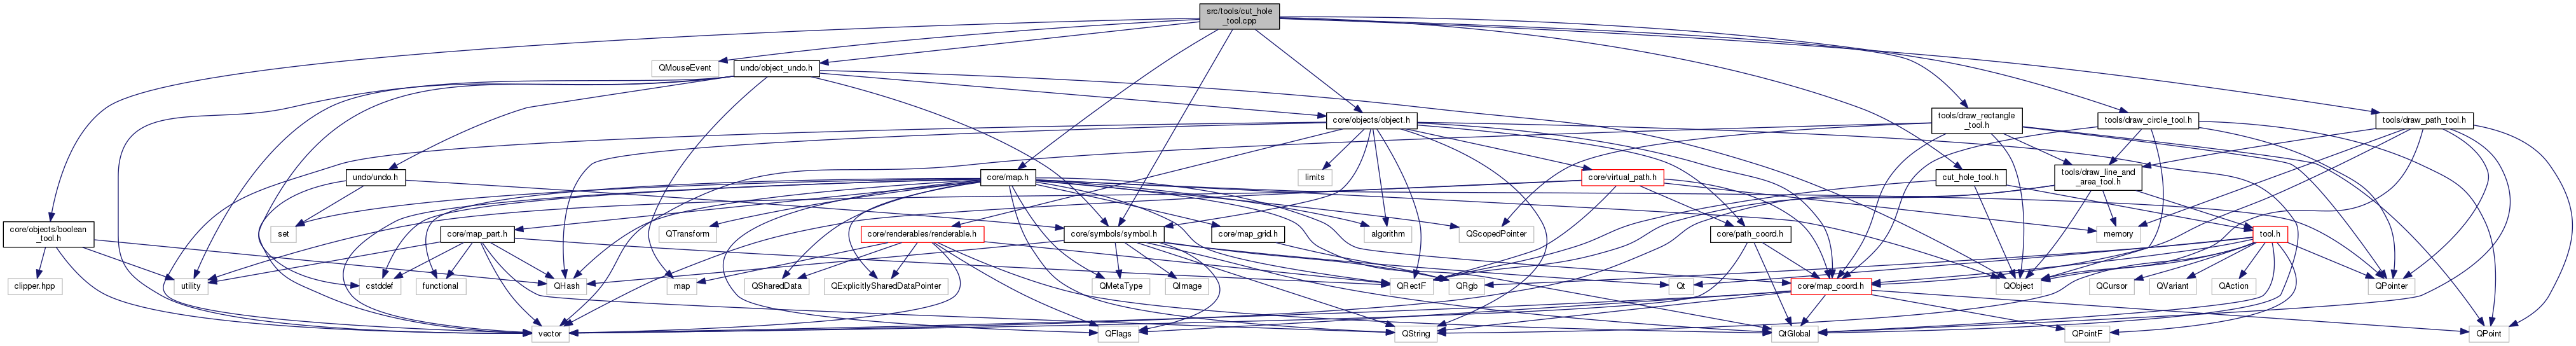 src/tools/cut_hole
_tool.cpp
QMouseEvent
undo/object_undo.h
core/objects/object.h
tools/draw_rectangle
_tool.h
tools/draw_circle_tool.h
tools/draw_path_tool.h
limits
undo/undo.h
core/map.h
core/virtual_path.h
cut_hole_tool.h
tools/draw_line_and
_area_tool.h
core/objects/boolean
_tool.h
set
core/map_part.h
QTransform
core/renderables/renderable.h
core/map_grid.h
core/symbols/symbol.h
algorithm
QScopedPointer
core/path_coord.h
memory
tool.h
clipper.hpp
utility
cstddef
functional
QHash
map
QSharedData
QExplicitlySharedDataPointer
QMetaType
QImage
QRectF
QRgb
Qt
core/map_coord.h
QObject
QCursor
QVariant
QAction
QPointer
vector
QFlags
QString
QtGlobal
QPointF
QPoint